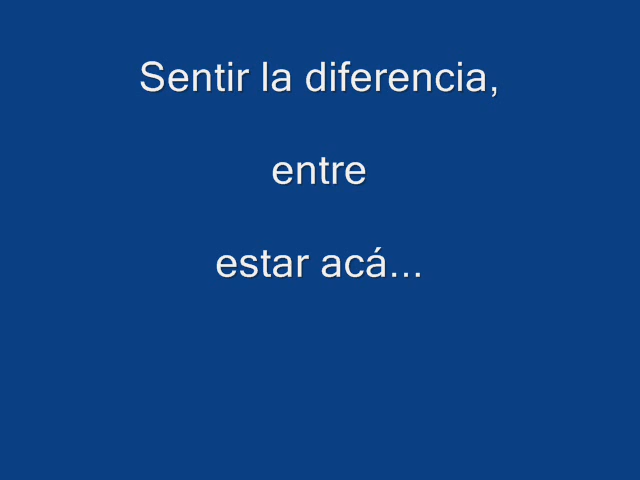 Sentir la diferencia,
entre
estar acá...